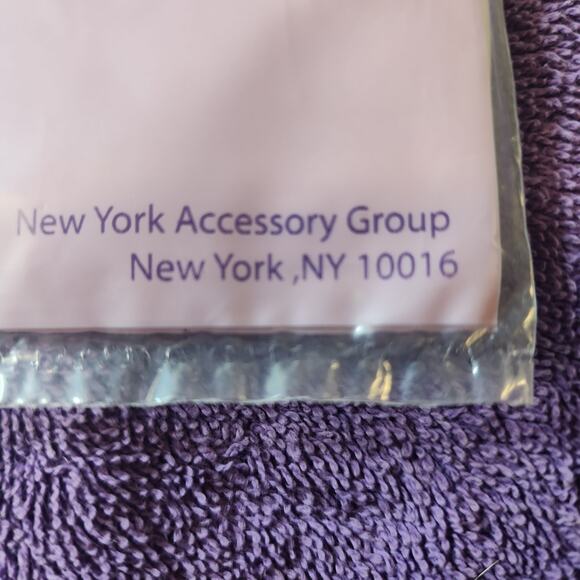 New York Accessory Group
New York ,NY 10016